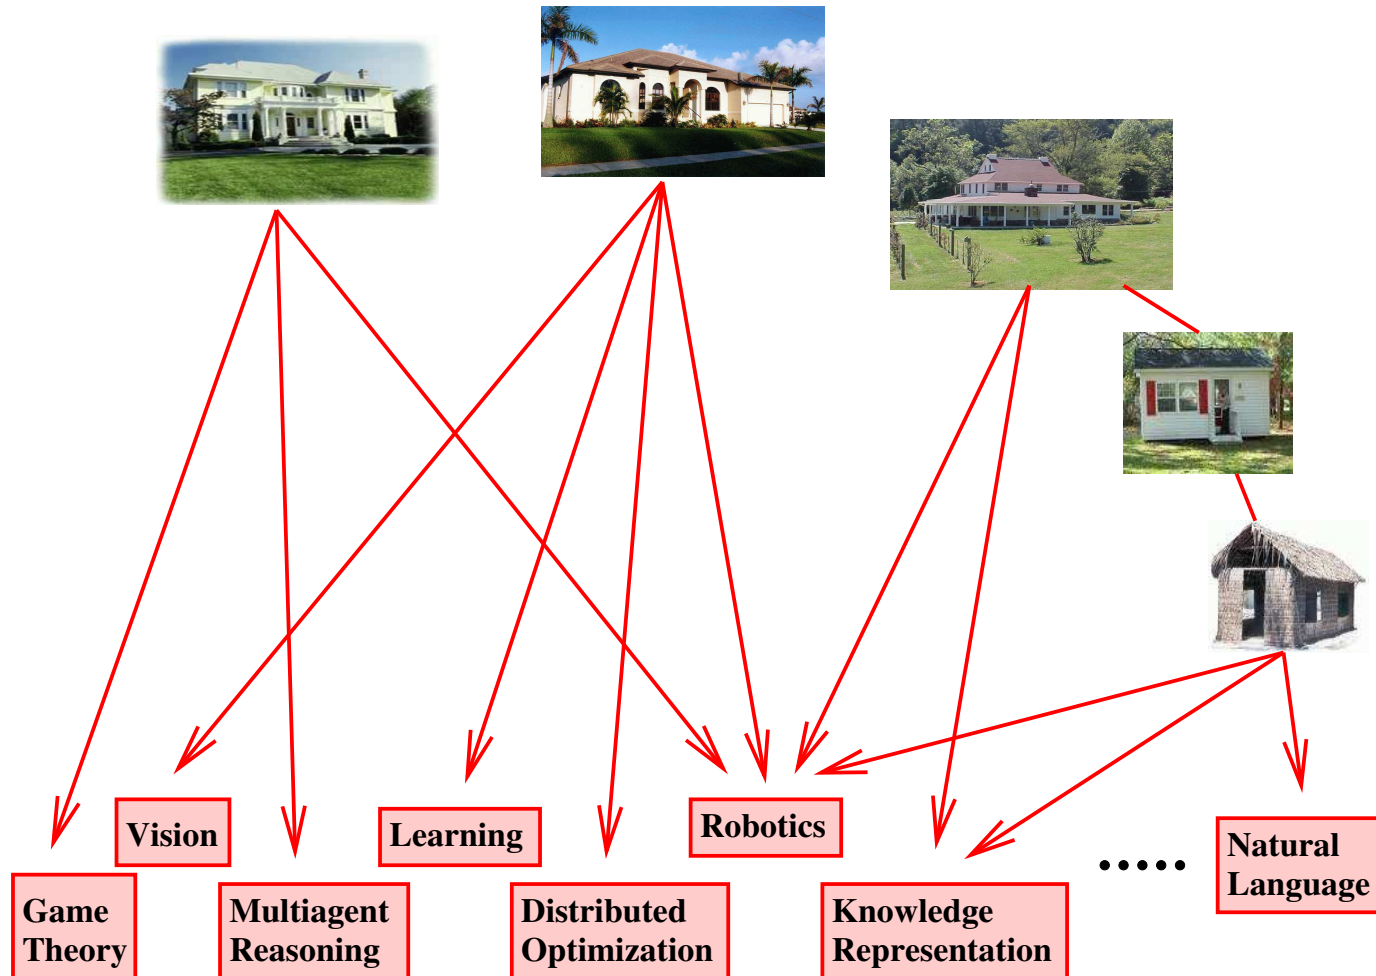 Vision
Learning
Robotics
Natural
Language
Game
Theory
Multiagent
Reasoning
Distributed
Optimization
Knowledge
Representation